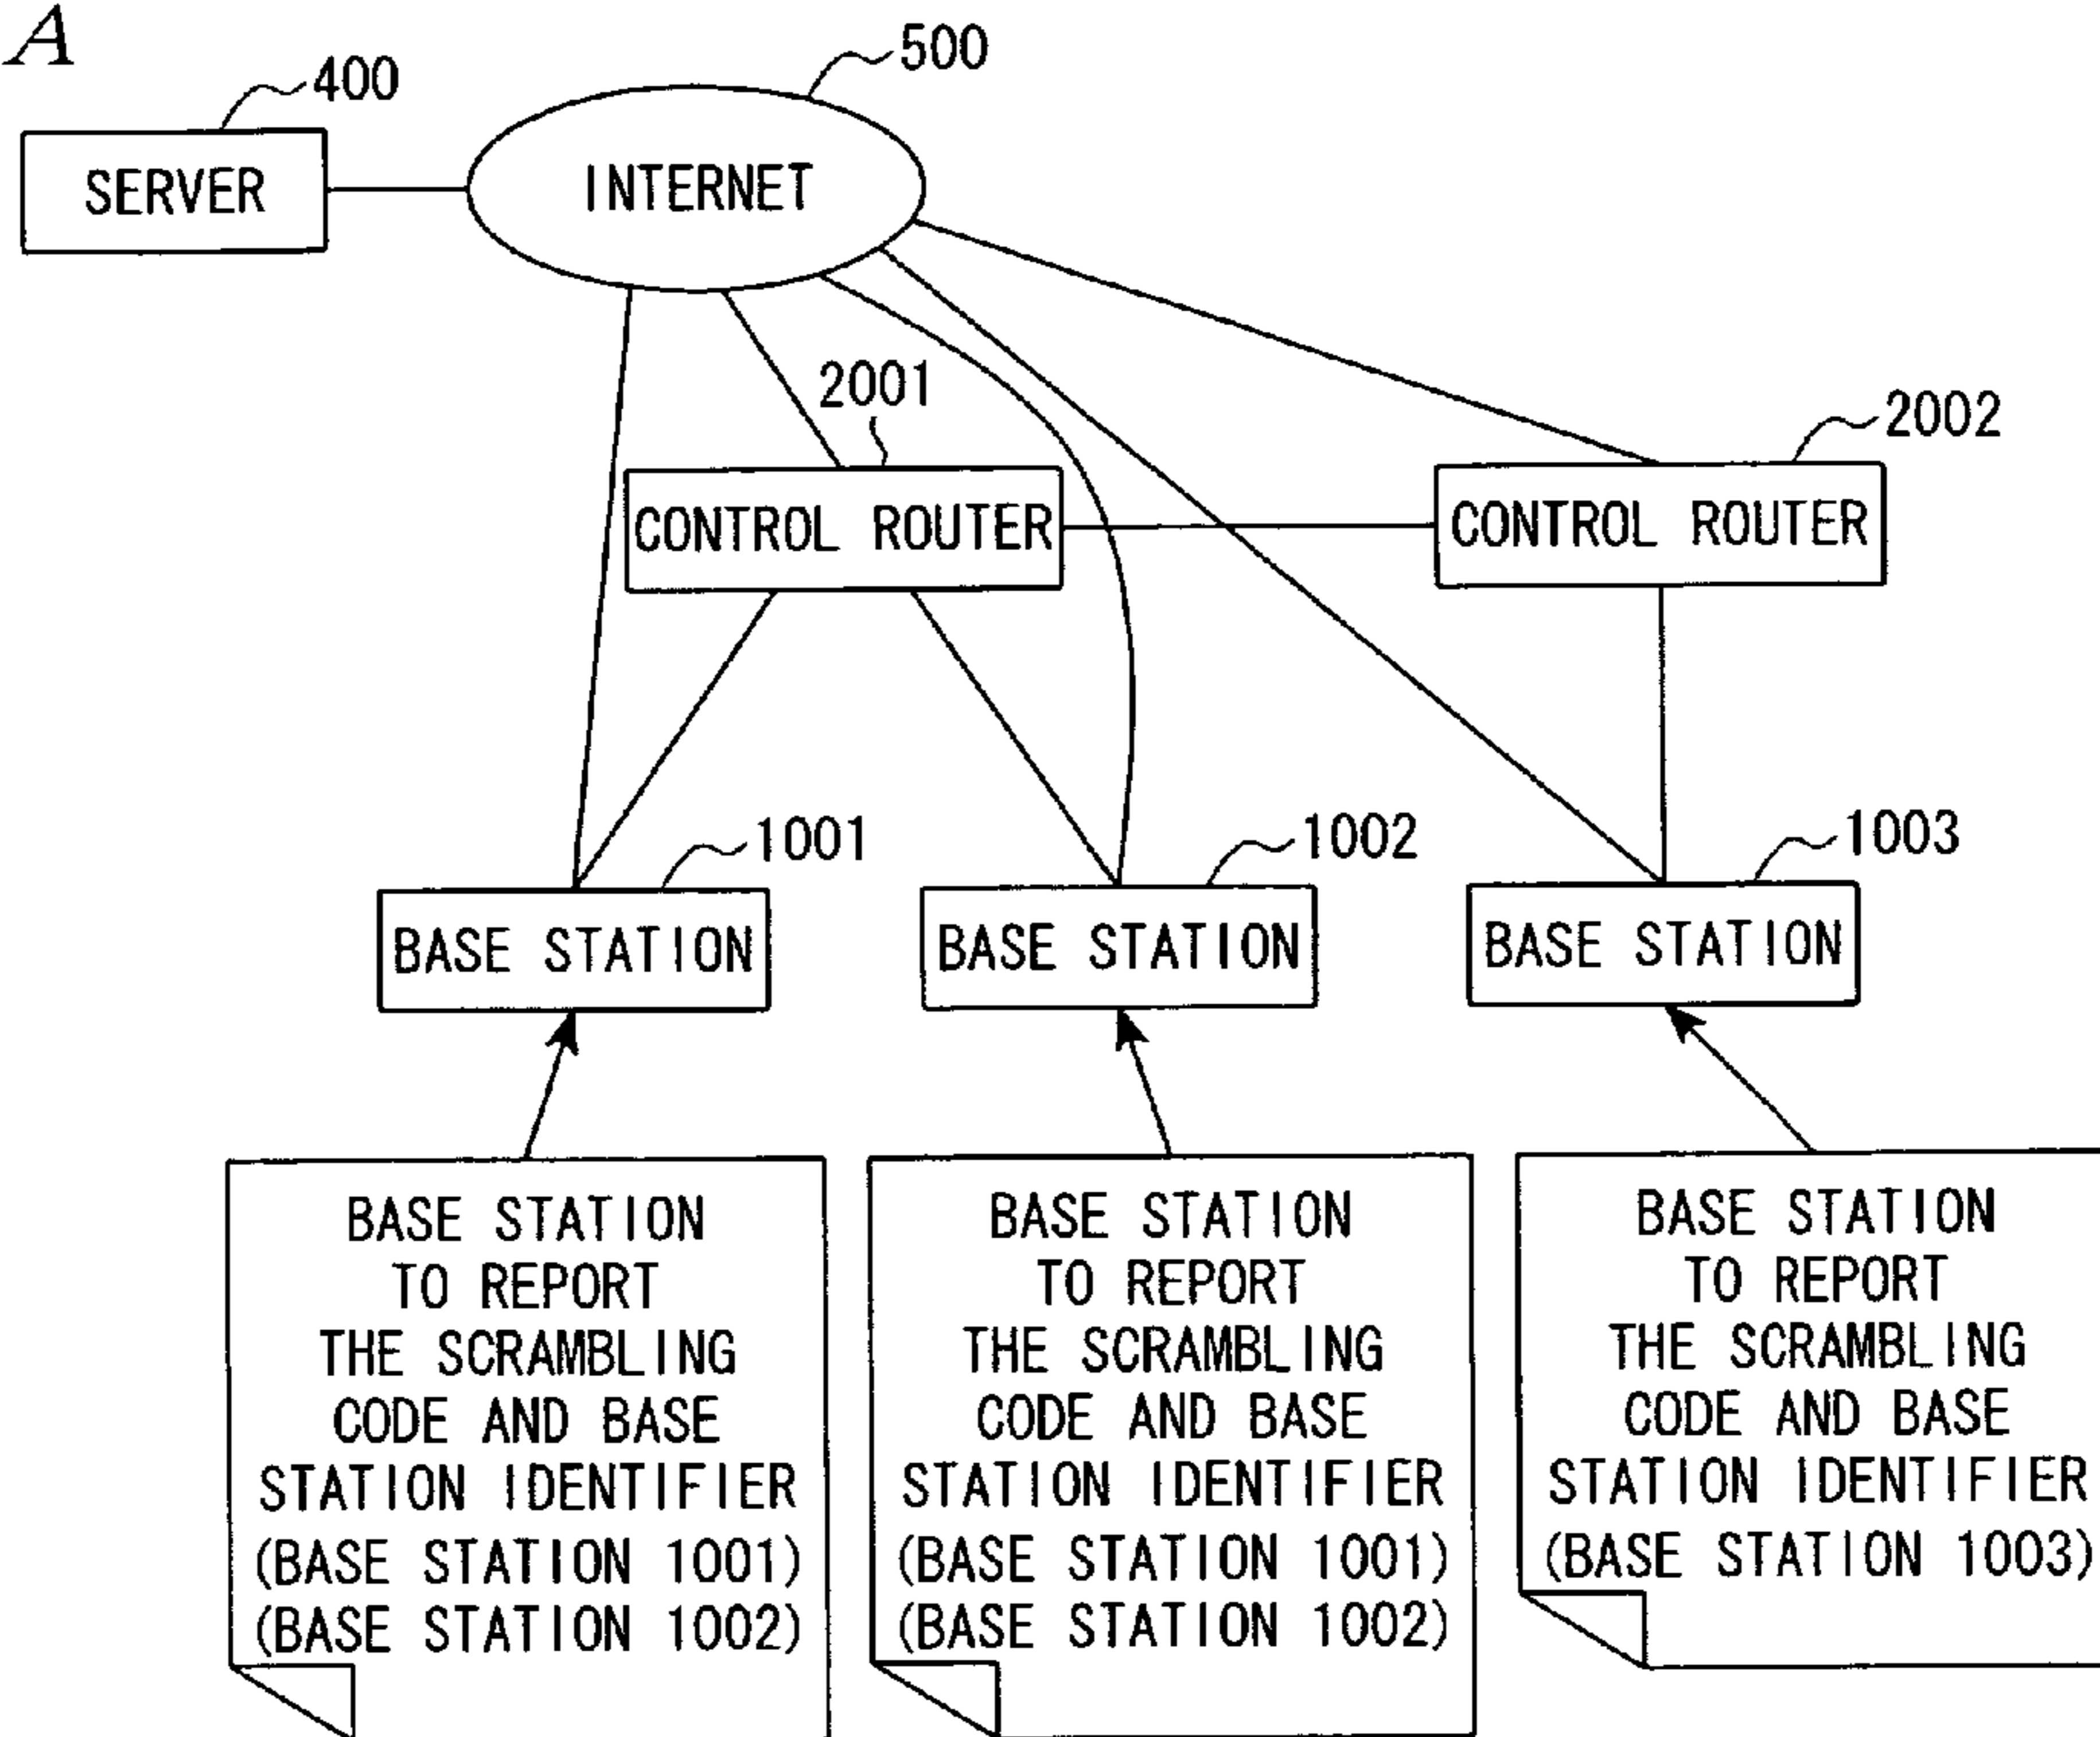 A
400
500
SERVER
INTERNET
2001
2002
CONTROL ROUTER
CONTROL ROUTER
1001
1002
1003
BASE STATION
BASE STATION
BASE STATION
BASE STATION
TO REPORT
THE SCRAMBLING
CODE AND BASE
STATION IDENTIFIER
(BASE STATION 1001)
(BASE STATION 1002)
BASE STATION
TO REPORT
THE SCRAMBLING
CODE AND BASE
STATION IDENTIFIER
(BASE STATION 1001)
(BASE STATION 1002)
BASE STATION
TO REPORT
THE SCRAMBLING
CODE AND BASE
STATION IDENTIFIER
(BASE STATION 1003)